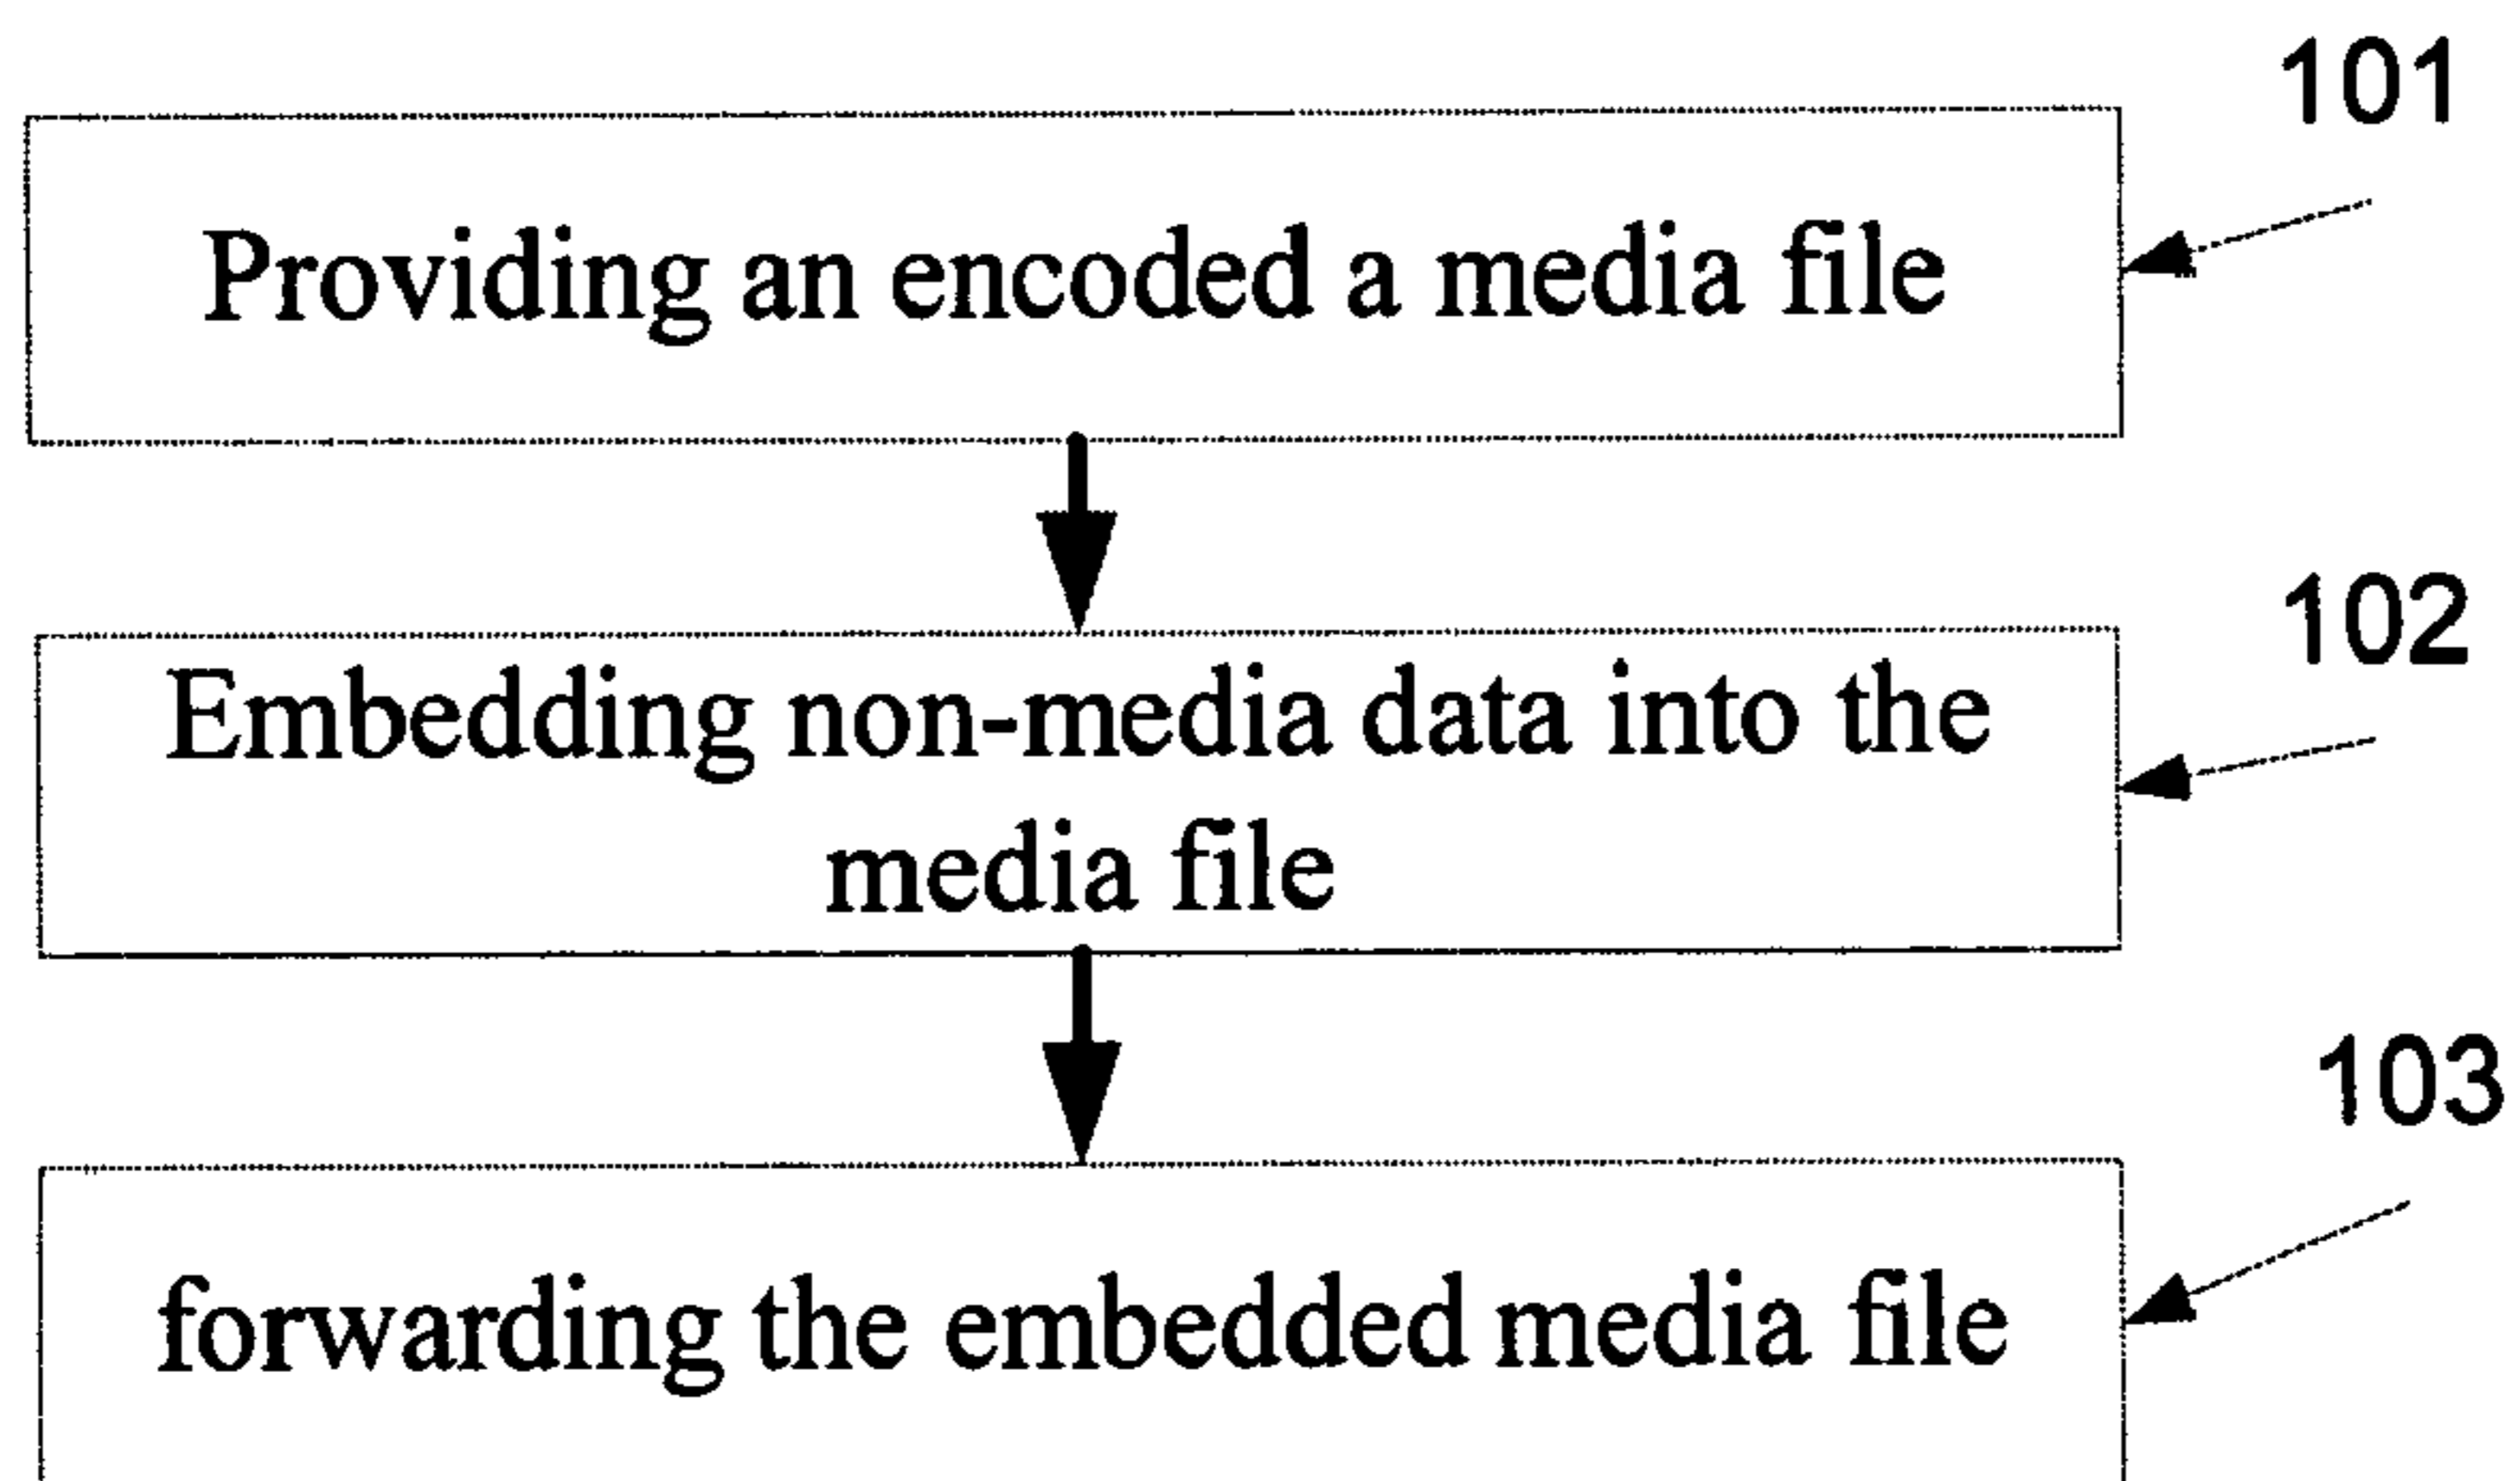 101
Providing an encoded a media file
102
Embedding non-media data into the
media file
103
forwarding the embedded media file